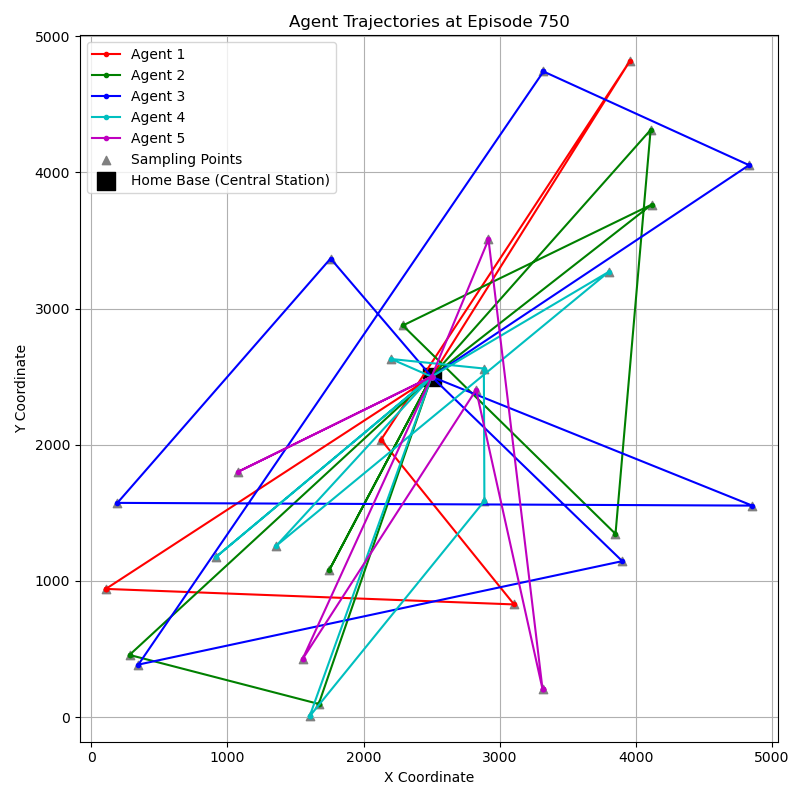 Agent Trajectories at Episode 750
Agent 1
Agent 2
Agent 3
Agent 4
Agent 5
Sampling Points
Home Base (Central Station)
5000
4000
3000
2000
1000
0
Y Coordinate
0 1000 2000 3000 4000 5000
X Coordinate